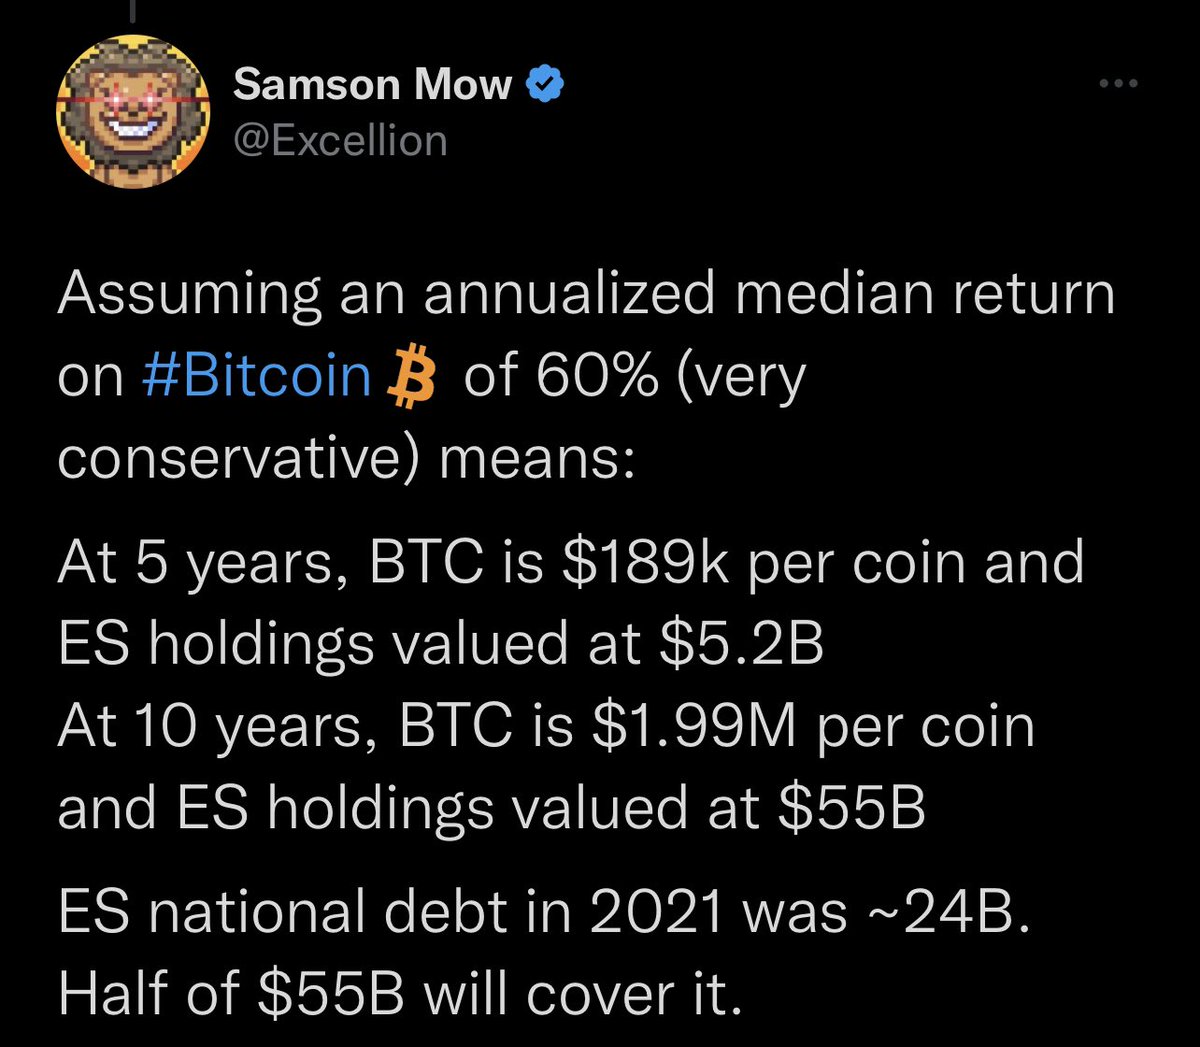 Samson Mow
@Excellion
Assuming an annualized median return
on #Bitcoin ₿ of 60% (very
conservative) means:
At 5 years, BTC is $189k per coin and
ES holdings valued at $5.2B
At 10 years, BTC is $1.99M per coin
and ES holdings valued at $55B
ES national debt in 2021 was ~24B.
Half of $55B will cover it.